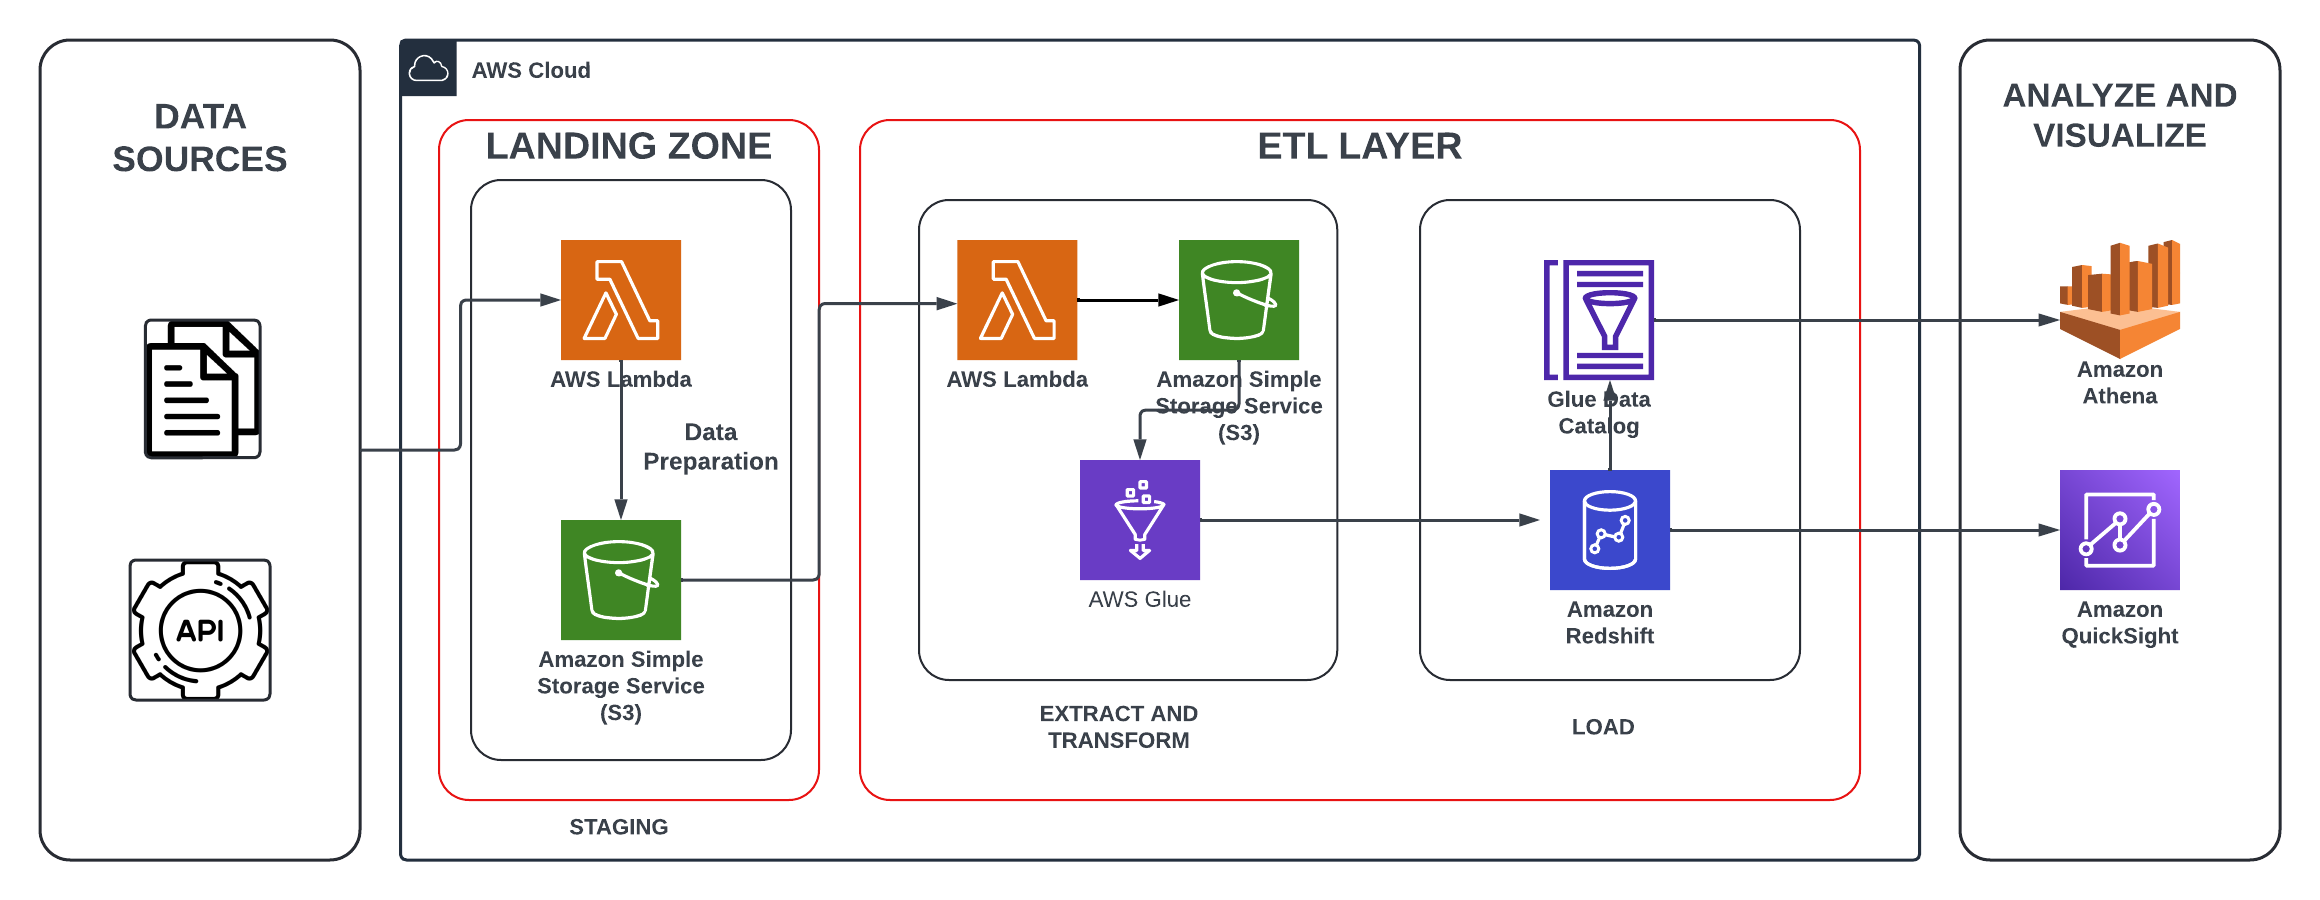 DATA
SOURCES
API
AWS Cloud
LANDING ZONE
AWS Lambda
Data
Preparation
Amazon Simple
Storage Service
(S3)
STAGING
ETL LAYER
AWS Lambda
Amazon Simple
Storage Service
(S3)
AWS Glue
EXTRACT AND
TRANSFORM
Glue Data
Catalog
Amazon
Redshift
LOAD
ANALYZE AND
VISUALIZE
Amazon
Athena
Amazon
QuickSight